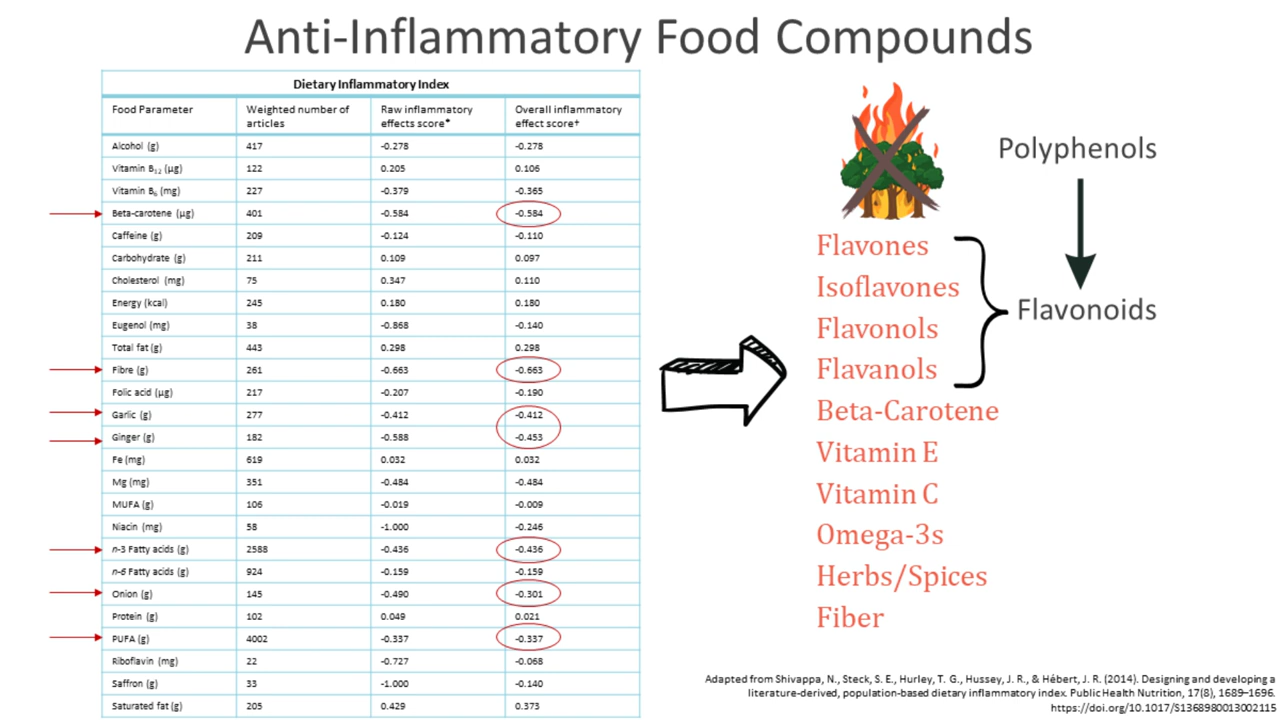 Anti-Inflammatory Food Compounds
Dietary Inflammatory Index
Food Parameter Weighted number of articles Raw inflammatory effects score* Overall inflammatory effect score†
Alcohol (g) 417 -0.278 -0.278
Vitamin B₁₂ (µg) 122 0.205 0.106
Vitamin B₆ (mg) 227 -0.379 -0.365
Beta-carotene (µg) 401 -0.584 -0.584
Caffeine (g) 209 -0.124 -0.110
Carbohydrate (g) 211 0.109 0.097
Cholesterol (mg) 75 0.347 0.110
Energy (kcal) 245 0.180 0.180
Eugenol (mg) 38 -0.868 -0.140
Total fat (g) 443 0.298 0.298
Fibre (g) 261 -0.663 -0.663
Folic acid (µg) 217 -0.207 -0.190
Garlic (g) 277 -0.412 -0.412
Ginger (g) 182 -0.588 -0.453
Fe (mg) 619 0.032 0.032
Mg (mg) 351 -0.484 -0.484
MUFA (g) 106 -0.019 -0.009
Niacin (mg) 58 -1.000 -0.246
n-3 Fatty acids (g) 2588 -0.436 -0.436
n-6 Fatty acids (g) 924 -0.159 -0.159
Onion (g) 145 -0.490 -0.301
Protein (g) 102 0.049 0.021
PUFA (g) 4002 -0.337 -0.337
Riboflavin (mg) 22 -0.727 -0.068
Saffron (g) 33 -1.000 -0.140
Saturated fat (g) 205 0.429 0.373
Polyphenols
Flavones
Isoflavones
Flavonols
Flavanols
Flavonoids
Beta-Carotene
Vitamin E
Vitamin C
Omega-3s
Herbs/Spices
Fiber
Adapted from Shivappa, N., Steck, S. E., Hurley, T. G., Hussey, J. R., & Hébert, J. R. (2014). Designing and developing a
literature-derived, population-based dietary inflammatory index. Public Health Nutrition, 17(8), 1689–1696.
https://doi.org/10.1017/S1368980013002115